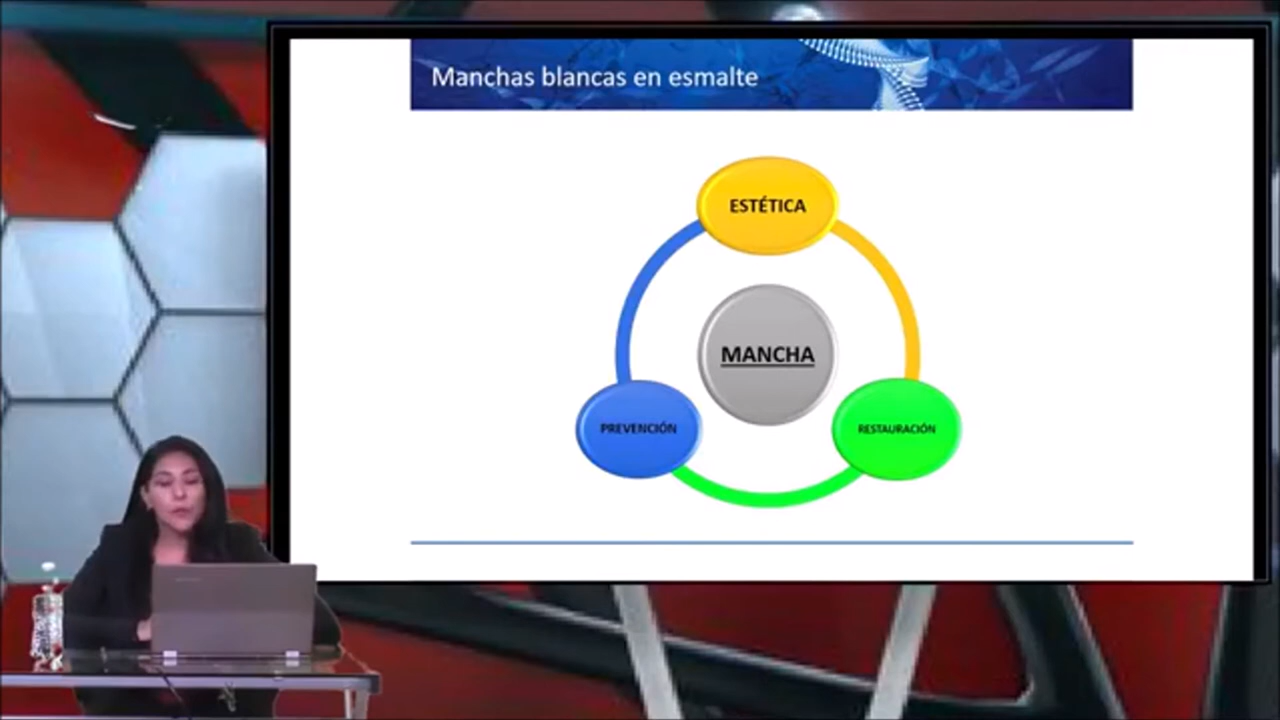 Manchas blancas en esmalte
ESTÉTICA
MANCHA
PREVENCIÓN
RESTAURACIÓN